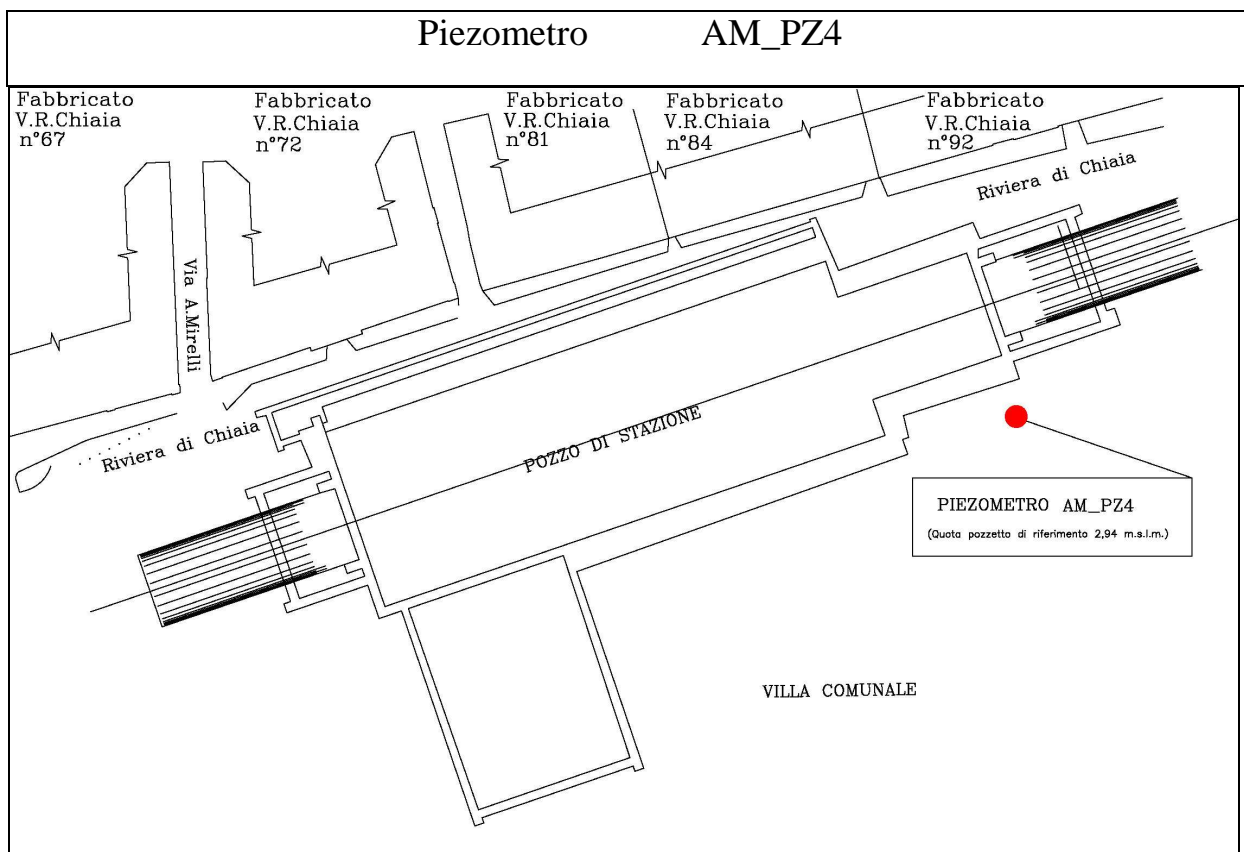 Piezometro AM_PZ4
Fabbricato
V.R.Chiaia
n°67
Fabbricato
V.R.Chiaia
n°72
Fabbricato
V.R.Chiaia
n°81
Fabbricato
V.R.Chiaia
n°84
Fabbricato
V.R.Chiaia
n°92
Riviera di Chiaia
Via A.Mirelli
Riviera di Chiaia
POZZO DI STAZIONE
PIEZOMETRO AM_PZ4
(Quota pozzetto di riferimento 2,94 m.s.l.m.)
VILLA COMUNALE